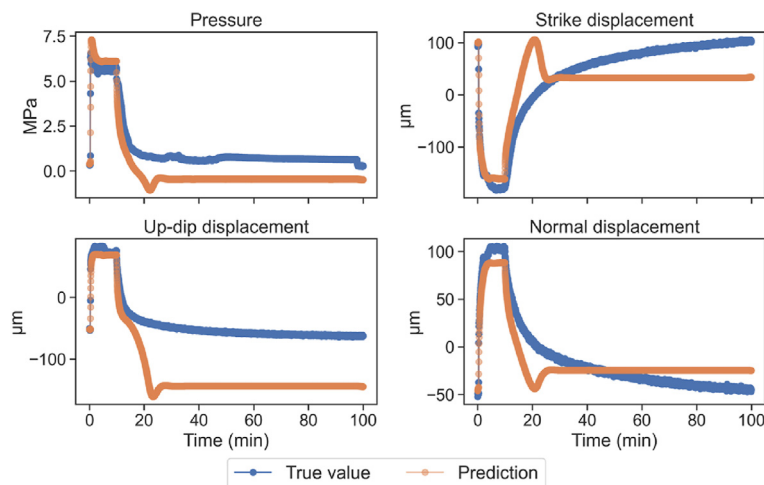 Pressure
7.5
5.0
2.5
0.0
MPa
Strike displacement
100
0
−100
μm
Up-dip displacement
0
−100
μm
0 20 40 60 80 100
Time (min)
Normal displacement
100
50
0
−50
μm
0 20 40 60 80 100
Time (min)
True value Prediction